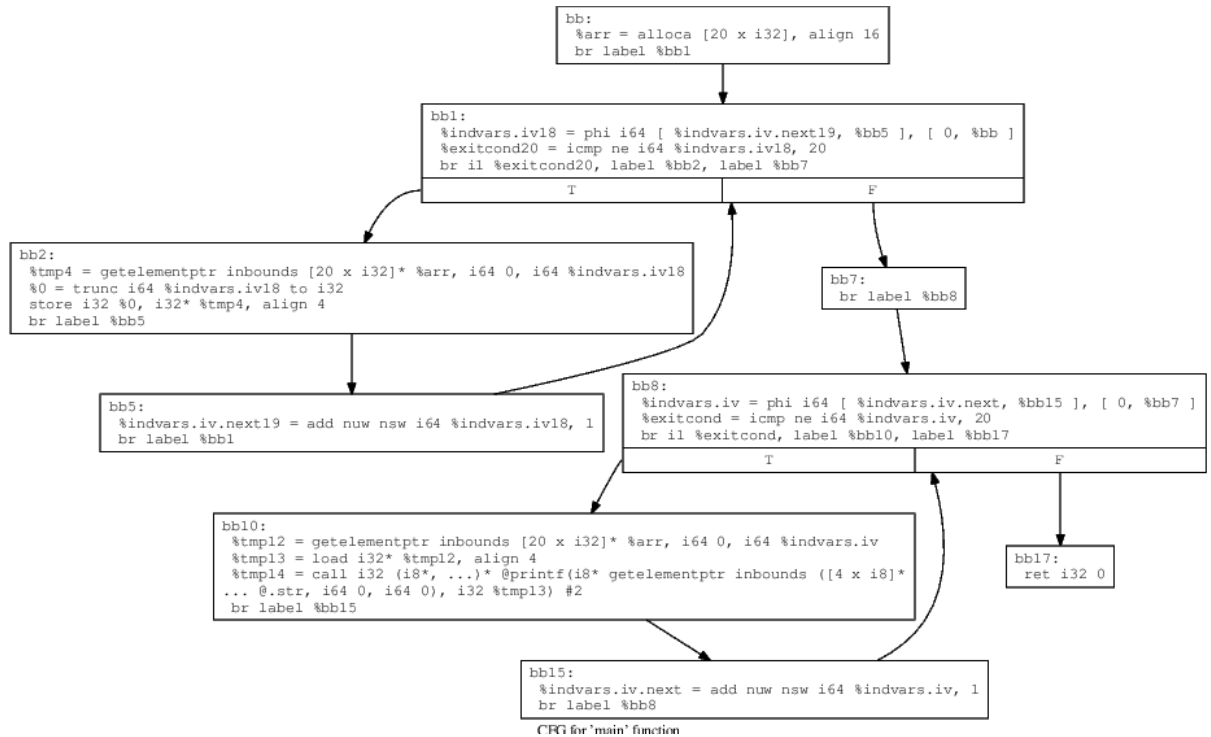 bb:
%arr = alloca [20 x i32], align 16
br label %bb1
bb1:
%indvars.iv18 = phi i64 [ %indvars.iv.next19, %bb5 ], [ 0, %bb ]
%exitcond20 = icmp ne i64 %indvars.iv18, 20
br i1 %exitcond20, label %bb2, label %bb7
T
F
bb2:
%tmp4 = getelementptr inbounds [20 x i32]* %arr, i64 0, i64 %indvars.iv18
%0 = trunc i64 %indvars.iv18 to i32
store i32 %0, i32* %tmp4, align 4
br label %bb5
bb7:
br label %bb8
bb5:
%indvars.iv.next19 = add nuw nsw i64 %indvars.iv18, 1
br label %bb1
bb8:
%indvars.iv = phi i64 [ %indvars.iv.next, %bb15 ], [ 0, %bb7 ]
%exitcond = icmp ne i64 %indvars.iv, 20
br i1 %exitcond, label %bb10, label %bb17
T
F
bb10:
%tmp12 = getelementptr inbounds [20 x i32]* %arr, i64 0, i64 %indvars.iv
%tmp13 = load i32* %tmp12, align 4
%tmp14 = call i32 (i8*, ...)* @printf(i8* getelementptr inbounds ([4 x i8]*
... @.str, i64 0, i64 0), i32 %tmp13) #2
br label %bb15
bb17:
ret i32 0
bb15:
%indvars.iv.next = add nuw nsw i64 %indvars.iv, 1
br label %bb8
CFG for 'main' function